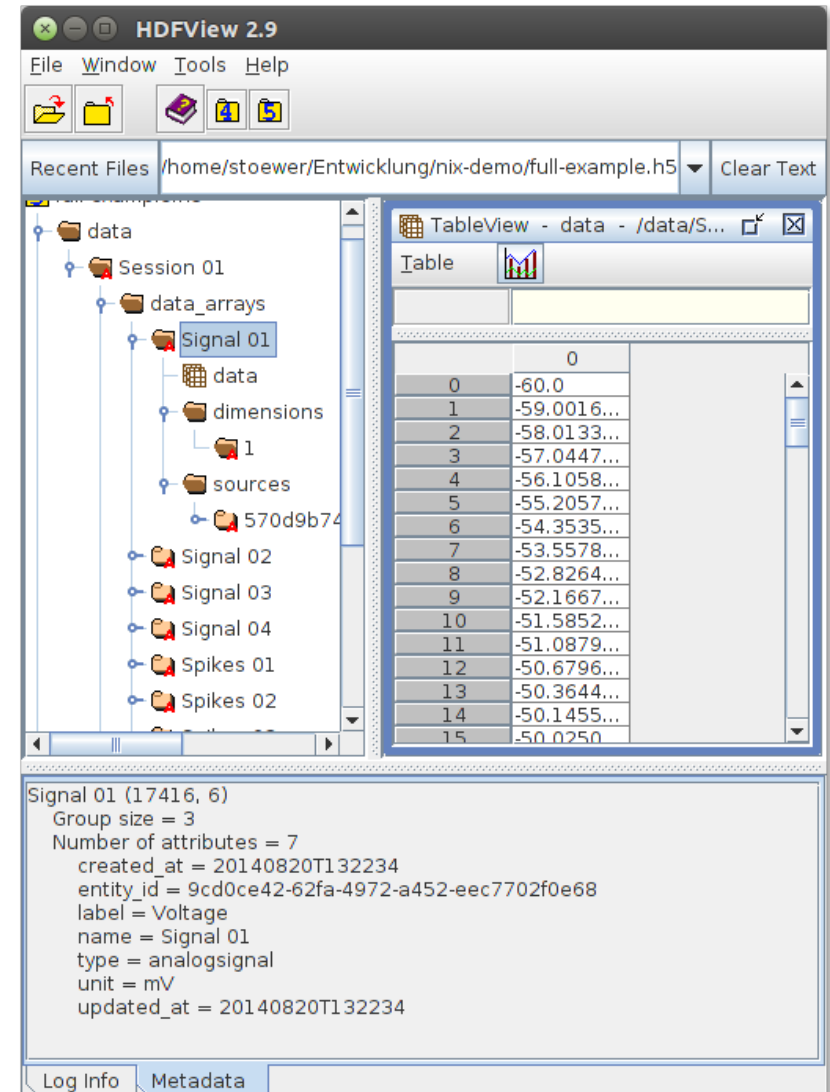 HDFView 2.9
File Window Tools Help
4 5
Recent Files /home/stoewer/Entwicklung/nix-demo/full-example.h5 Clear Text
data
Session 01
data_arrays
Signal 01
data
dimensions
1
sources
570d9b74
Signal 02
Signal 03
Signal 04
Spikes 01
Spikes 02
TableView - data - /data/S...
Table
0
0 -60.0
1 -59.0016...
2 -58.0133...
3 -57.0447...
4 -56.1058...
5 -55.2057...
6 -54.3535...
7 -53.5578...
8 -52.8264...
9 -52.1667...
10 -51.5852...
11 -51.0879...
12 -50.6796...
13 -50.3644...
14 -50.1455...
15 -50.0250
Signal 01 (17416, 6)
Group size = 3
Number of attributes = 7
created_at = 20140820T132234
entity_id = 9cd0ce42-62fa-4972-a452-eec7702f0e68
label = Voltage
name = Signal 01
type = analogsignal
unit = mV
updated_at = 20140820T132234
Log Info Metadata